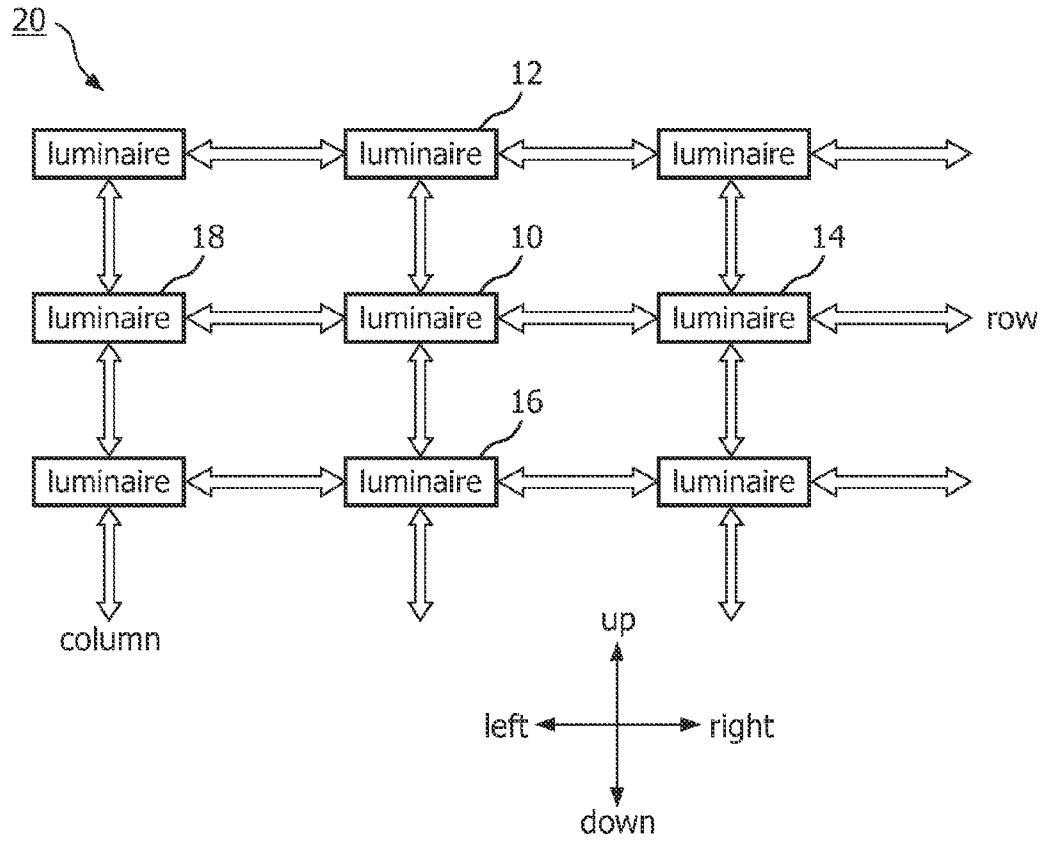 20
12
luminaire luminaire luminaire
18 10 14
luminaire luminaire luminaire row
16
luminaire luminaire luminaire
column
up
left right
down